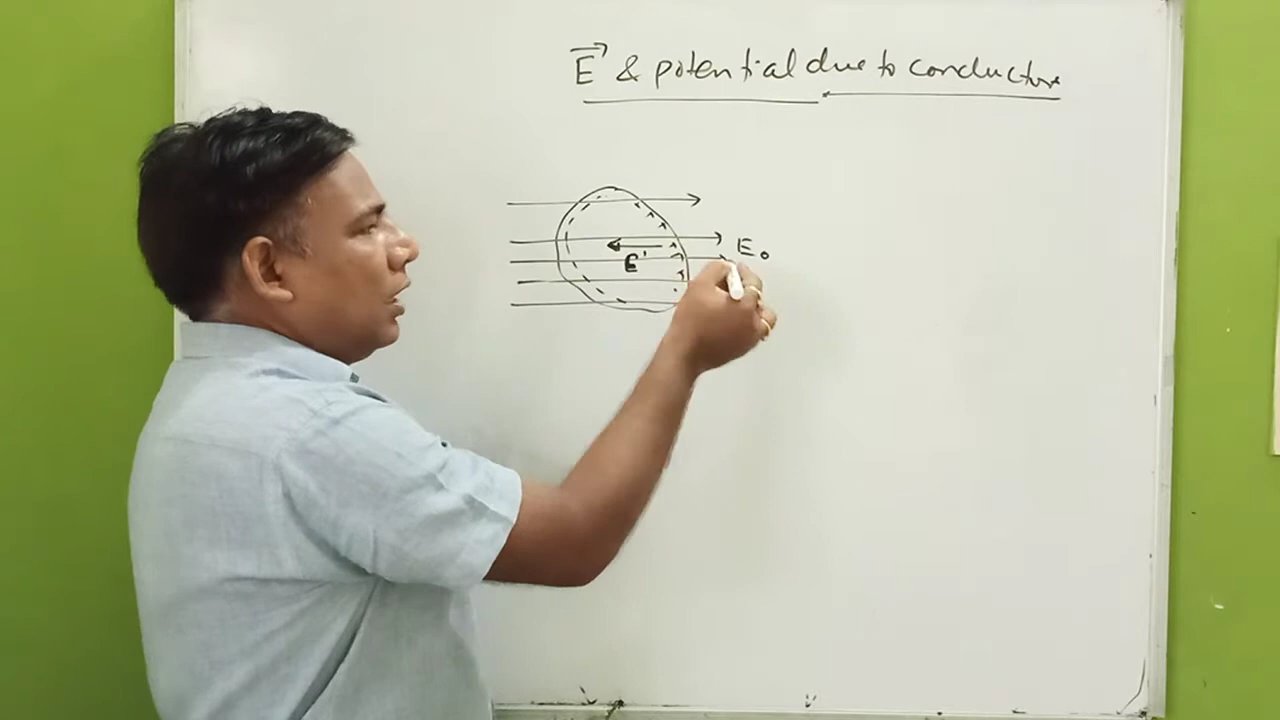 E⃗ & potential due to conductor
E₀
E'